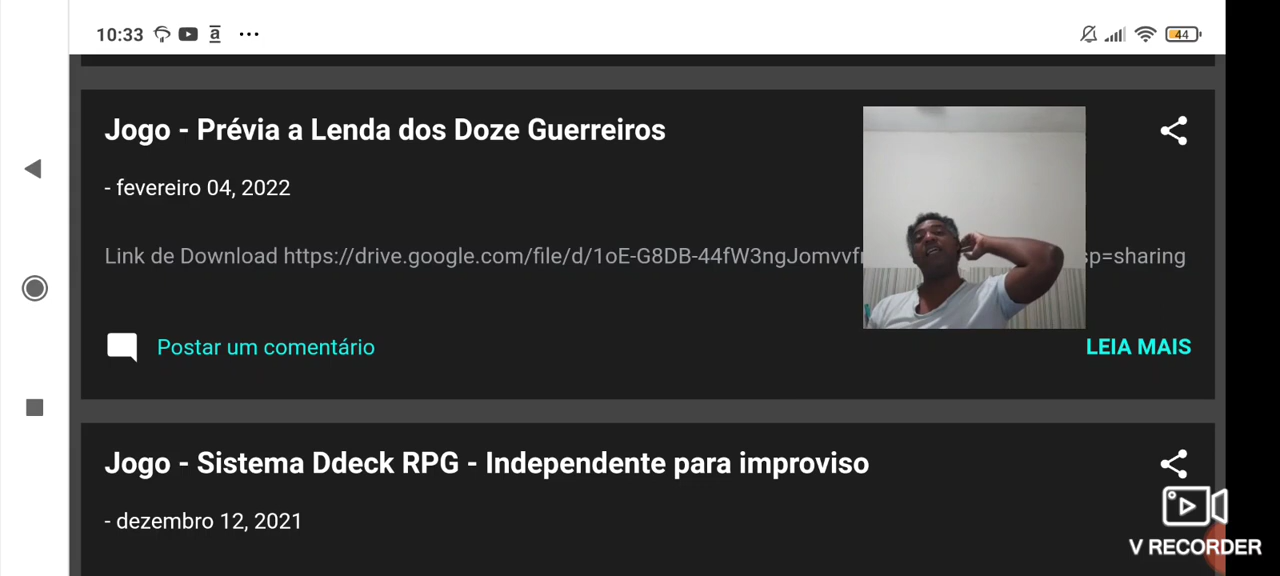 10:33 a ...
44
Jogo - Prévia a Lenda dos Doze Guerreiros
- fevereiro 04, 2022
Link de Download https://drive.google.com/file/d/1oE-G8DB-44fW3ngJomvvf sp=sharing
Postar um comentário
LEIA MAIS
Jogo - Sistema Ddeck RPG - Independente para improviso
- dezembro 12, 2021
V RECORDER